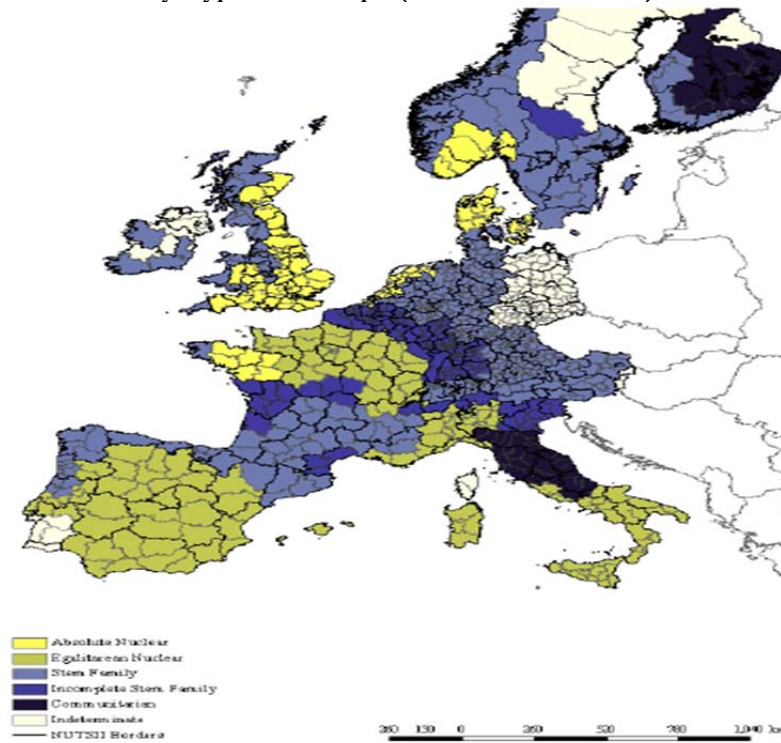 Absolute Nuclear
Egalitarean Nuclear
Stem Family
Incomplete Stem Family
Communitarian
Indeterminate
NUTSII Borders
260 130 0 260 520 780 1,040